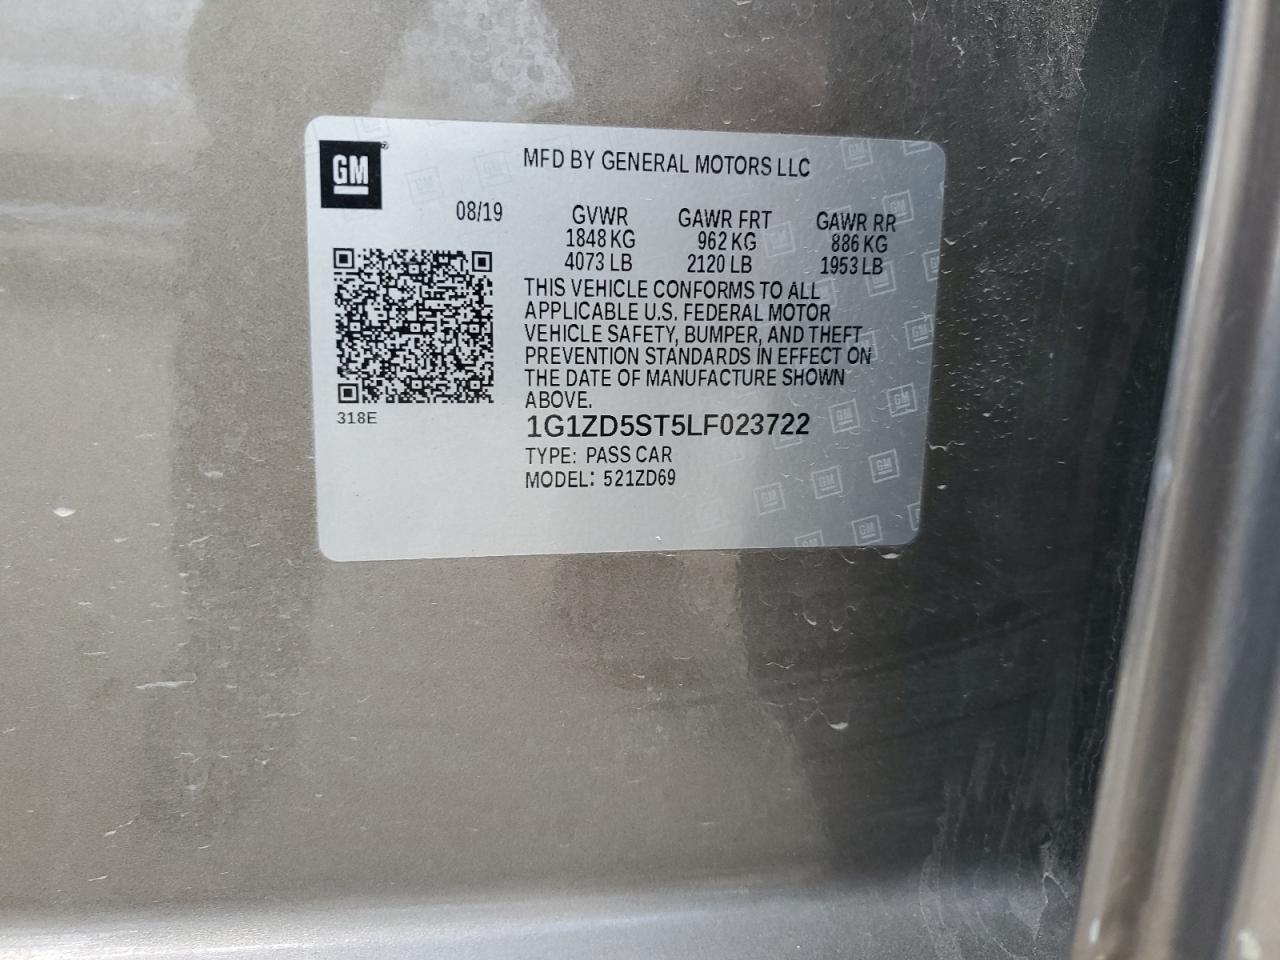 GM
MFD BY GENERAL MOTORS LLC
08/19
GVWR GAWR FRT GAWR RR
1848 KG 962 KG 886 KG
4073 LB 2120 LB 1953 LB
THIS VEHICLE CONFORMS TO ALL
APPLICABLE U.S. FEDERAL MOTOR
VEHICLE SAFETY, BUMPER, AND THEFT
PREVENTION STANDARDS IN EFFECT ON
THE DATE OF MANUFACTURE SHOWN
ABOVE.
318E
1G1ZD5ST5LF023722
TYPE: PASS CAR
MODEL: 521ZD69